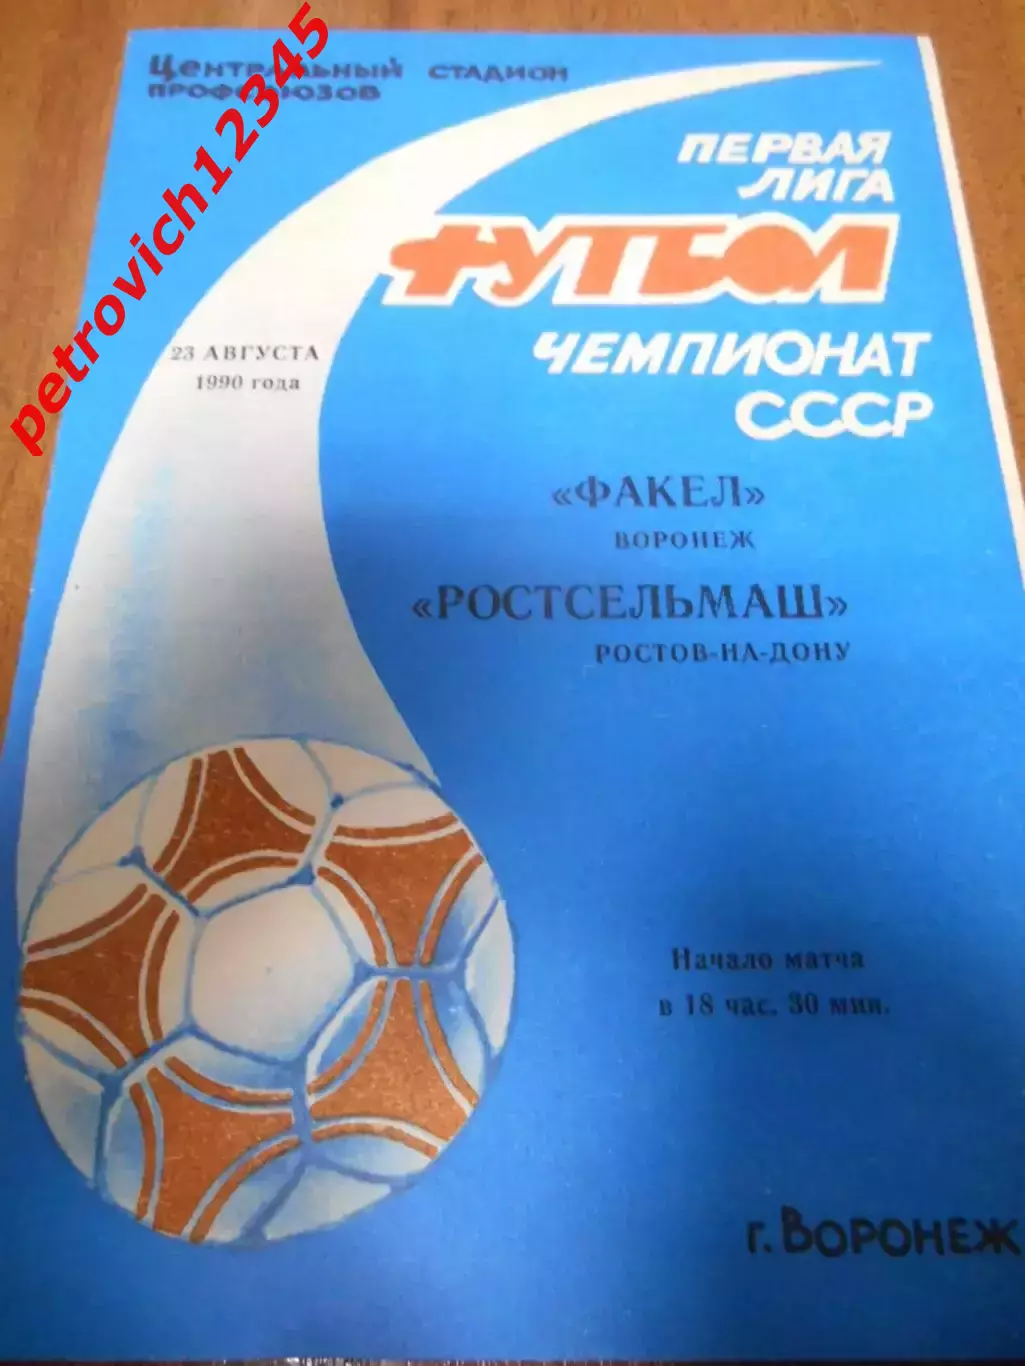 Центральный стадион
профсоюзов
ПЕРВАЯ
ЛИГА
ФУТБОЛ
ЧЕМПИОНАТ
СССР
23 АВГУСТА
1990 года
«ФАКЕЛ»
ВОРОНЕЖ
«РОСТСЕЛЬМАШ»
РОСТОВ-НА-ДОНУ
Начало матча
в 18 час. 30 мин.
г. Воронеж
petrovich12345